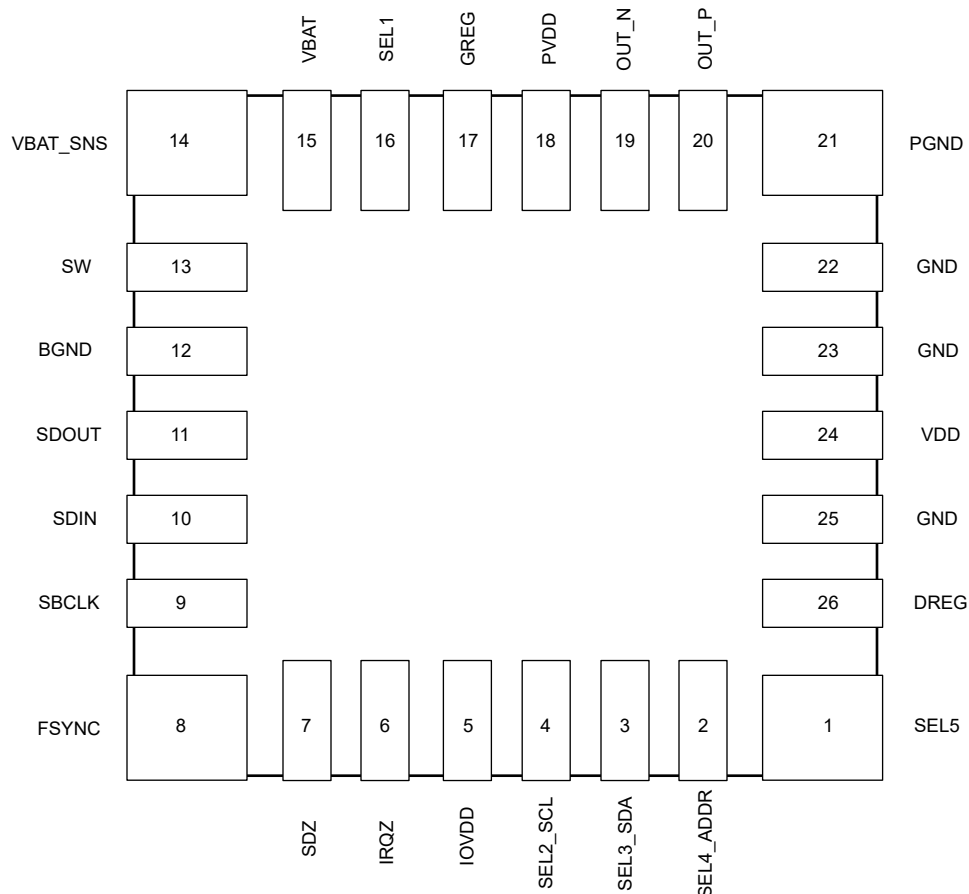 VBAT
SEL1
GREG
PVDD
OUT_N
OUT_P
VBAT_SNS
14
15
16
17
18
19
20
21
PGND
SW
13
22
GND
BGND
12
23
GND
SDOUT
11
24
VDD
SDIN
10
25
GND
SBCLK
9
26
DREG
FSYNC
8
7
6
5
4
3
2
1
SEL5
SDZ
IRQZ
IOVDD
SEL2_SCL
SEL3_SDA
SEL4_ADDR